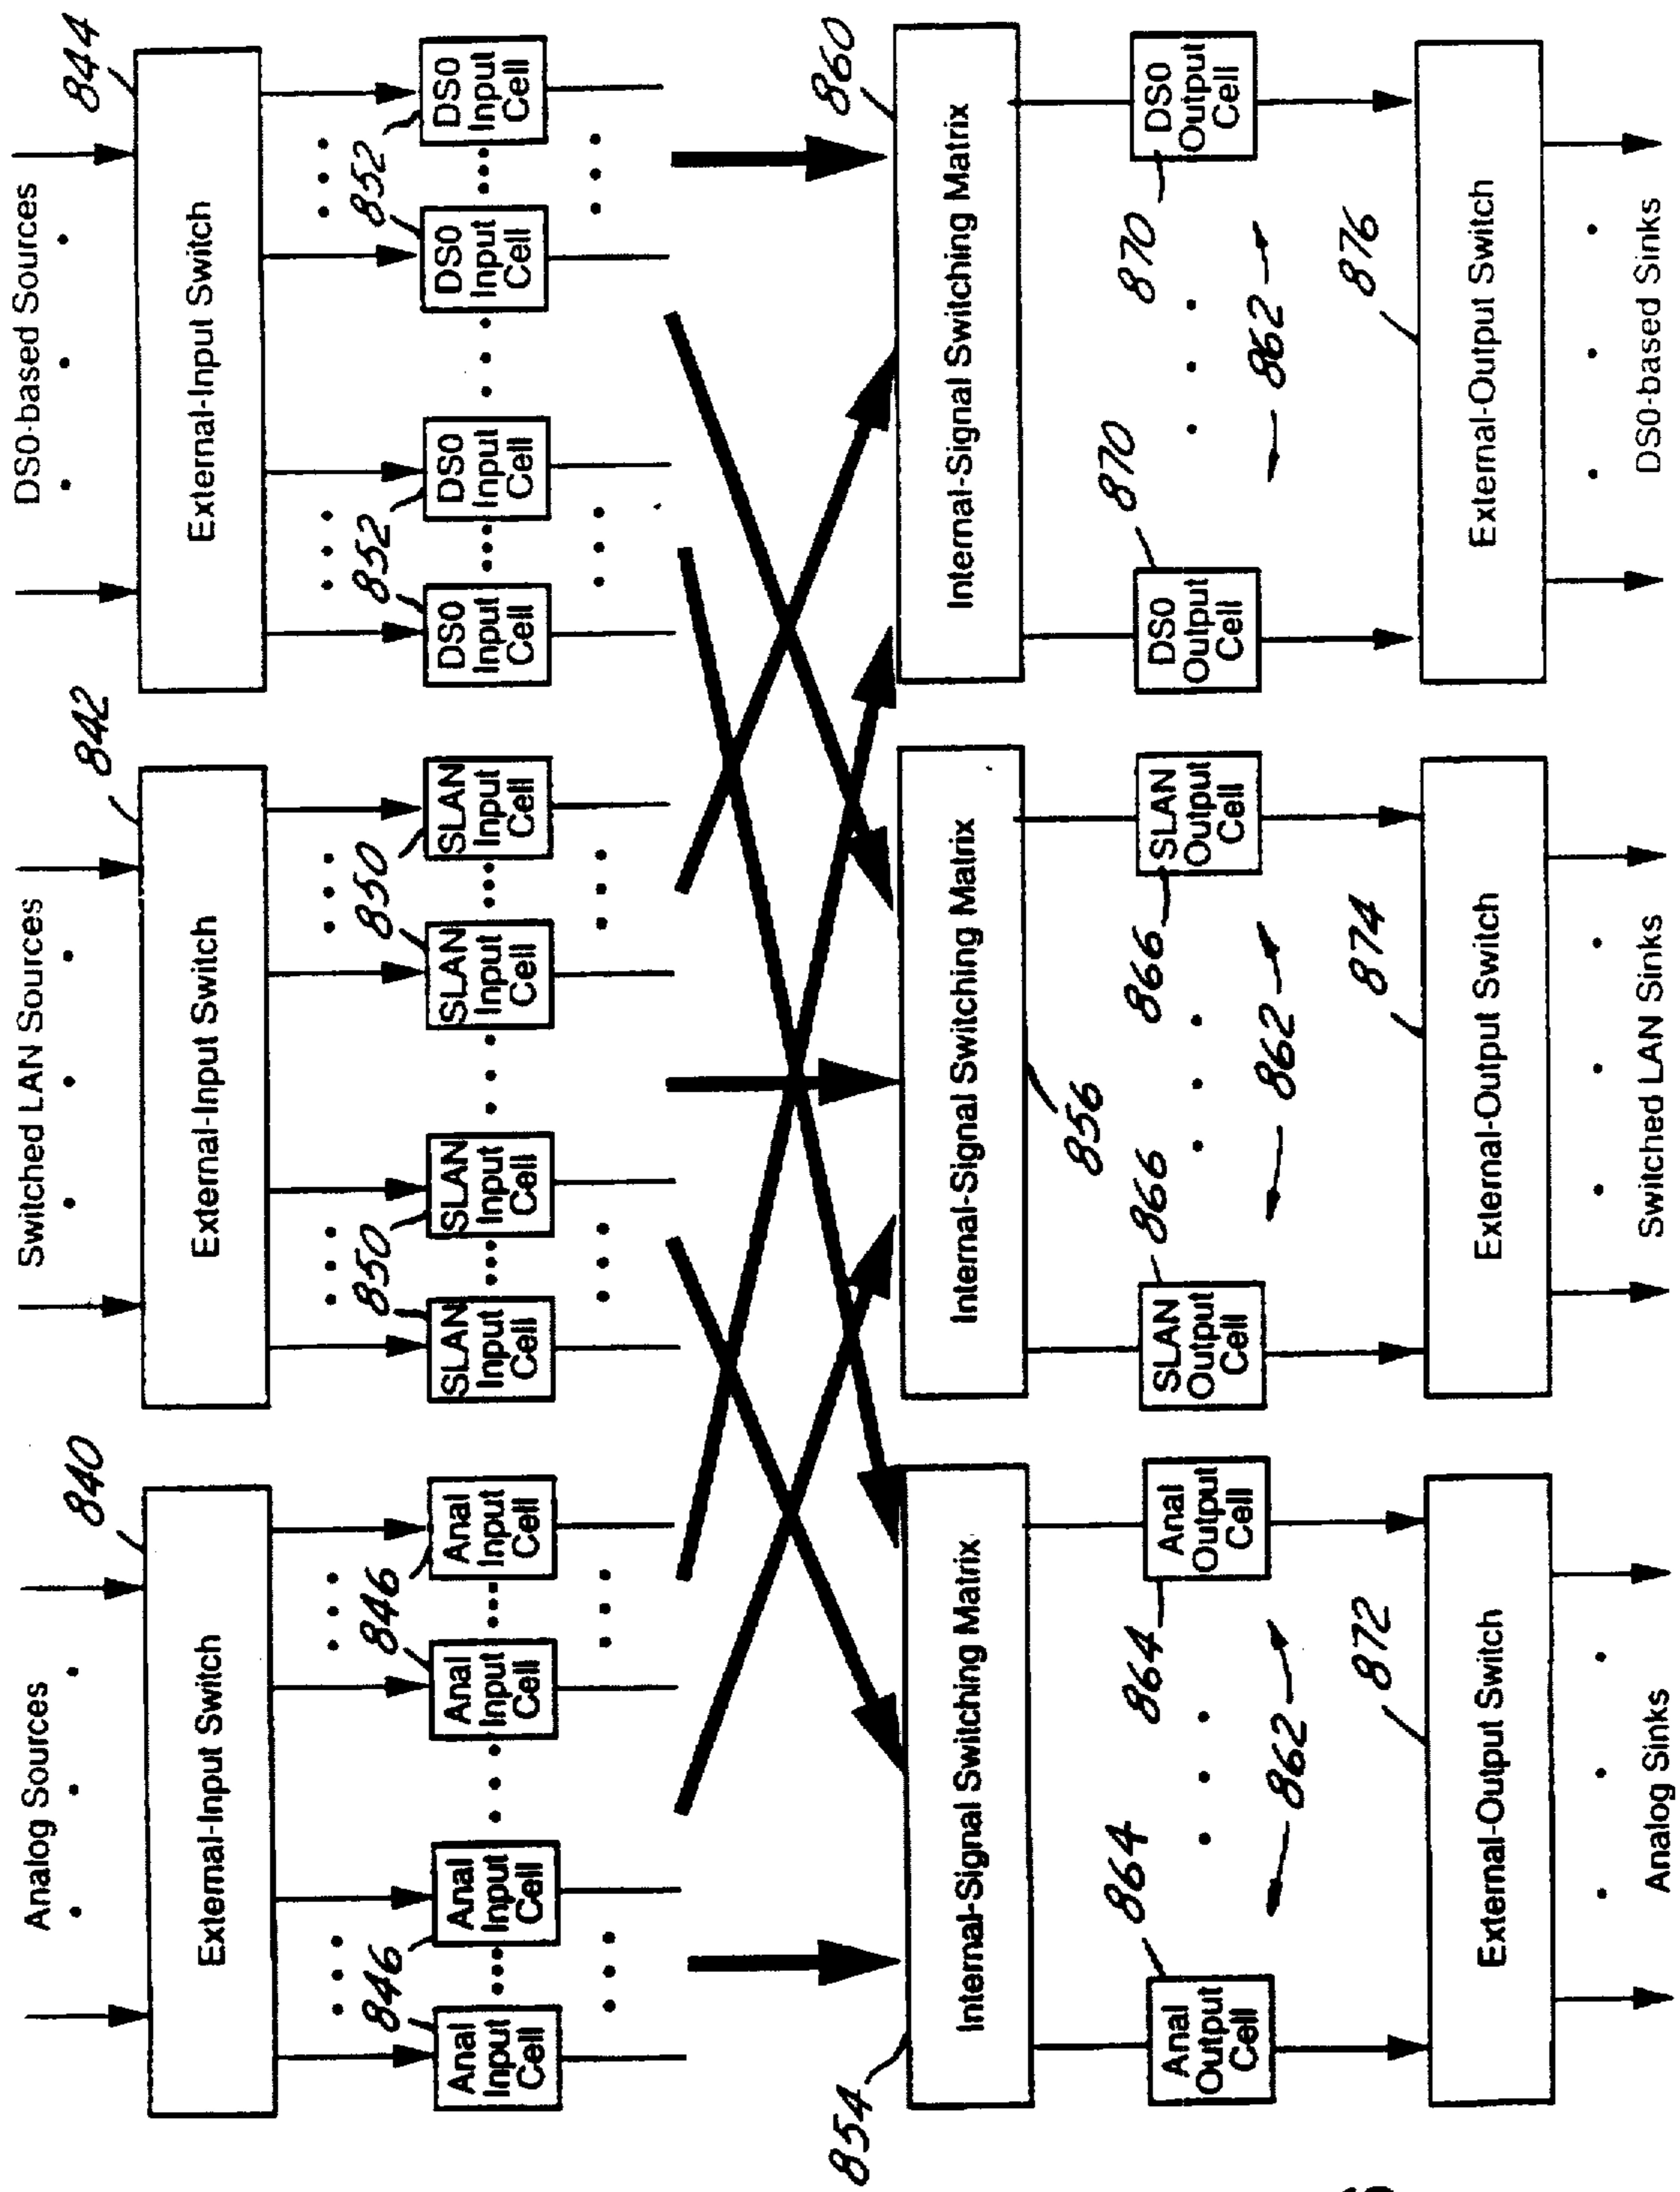 Analog Sources
Switched LAN Sources
DS0-based Sources
840
842
844
External-Input Switch
External-Input Switch
External-Input Switch
846
846
850
850
852
852
Anal
Input
Cell
Anal
Input
Cell
Anal
Input
Cell
Anal
Input
Cell
SLAN
Input
Cell
SLAN
Input
Cell
SLAN
Input
Cell
SLAN
Input
Cell
DS0
Input
Cell
DS0
Input
Cell
DS0
Input
Cell
DS0
Input
Cell
854
860
Internal-Signal Switching Matrix
Internal-Signal Switching Matrix
Internal-Signal Switching Matrix
856
864
864
866
866
870
870
Anal
Output
Cell
Anal
Output
Cell
SLAN
Output
Cell
SLAN
Output
Cell
DS0
Output
Cell
DS0
Output
Cell
862
862
862
872
874
876
External-Output Switch
External-Output Switch
External-Output Switch
Analog Sinks
Switched LAN Sinks
DS0-based Sinks